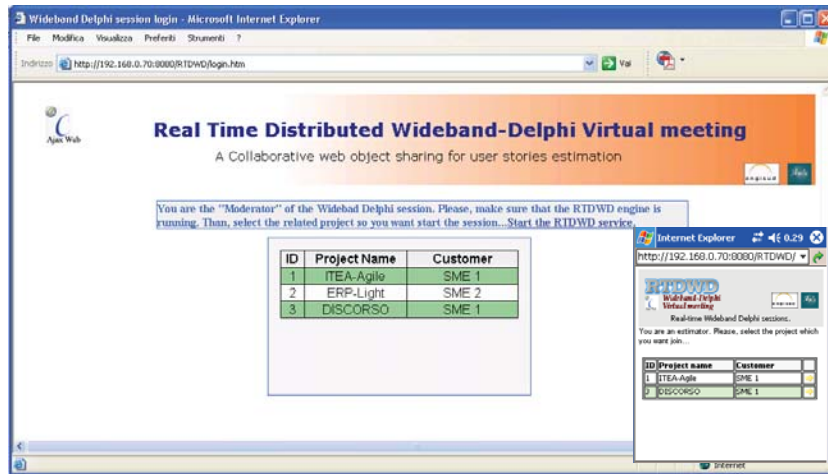 Wideband Delphi session login - Microsoft Internet Explorer
File Modifica Visualizza Preferiti Strumenti ?
Indirizzo http://192.168.0.70:8080/RTDWD/login.htm Vai
Ajax Web
Real Time Distributed Wideband-Delphi Virtual meeting
A Collaborative web object sharing for user stories estimation
You are the "Moderator" of the Widebad Delphi session. Please, make sure that the RTDWD engine is
running. Than, select the related project so you want start the session...Start the RTDWD service.
ID Project Name Customer
1 ITEA-Agile SME 1
2 ERP-Light SME 2
3 DISCORSO SME 1
Internet Explorer 0.29
http://192.168.0.70:8080/RTDWD/
RTDWD
Wideband-Delphi
Virtual meeting
Real-time Wideband Delphi sessions.
You are an estimator. Please, select the project which
you want join...
ID Project name Customer
1 ITEA-Agile SME 1
DISCORSO SME 1
Internet